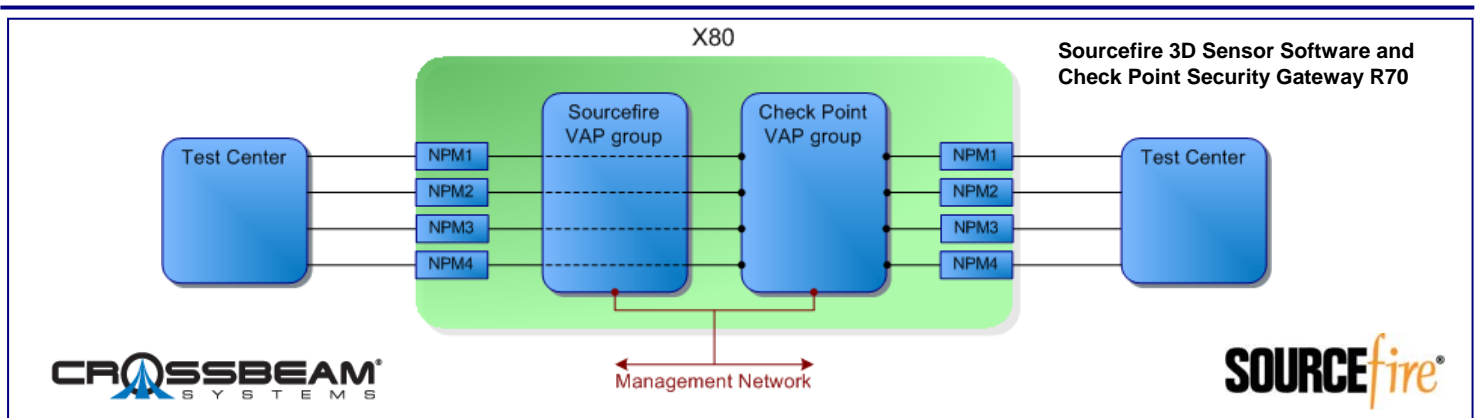 X80
Sourcefire 3D Sensor Software and
Check Point Security Gateway R70
Test Center
NPM1
NPM2
NPM3
NPM4
Sourcefire
VAP group
Check Point
VAP group
NPM1
NPM2
NPM3
NPM4
Test Center
Management Network
CROSSBEAM®
SYSTEMS
SOURCEfire®